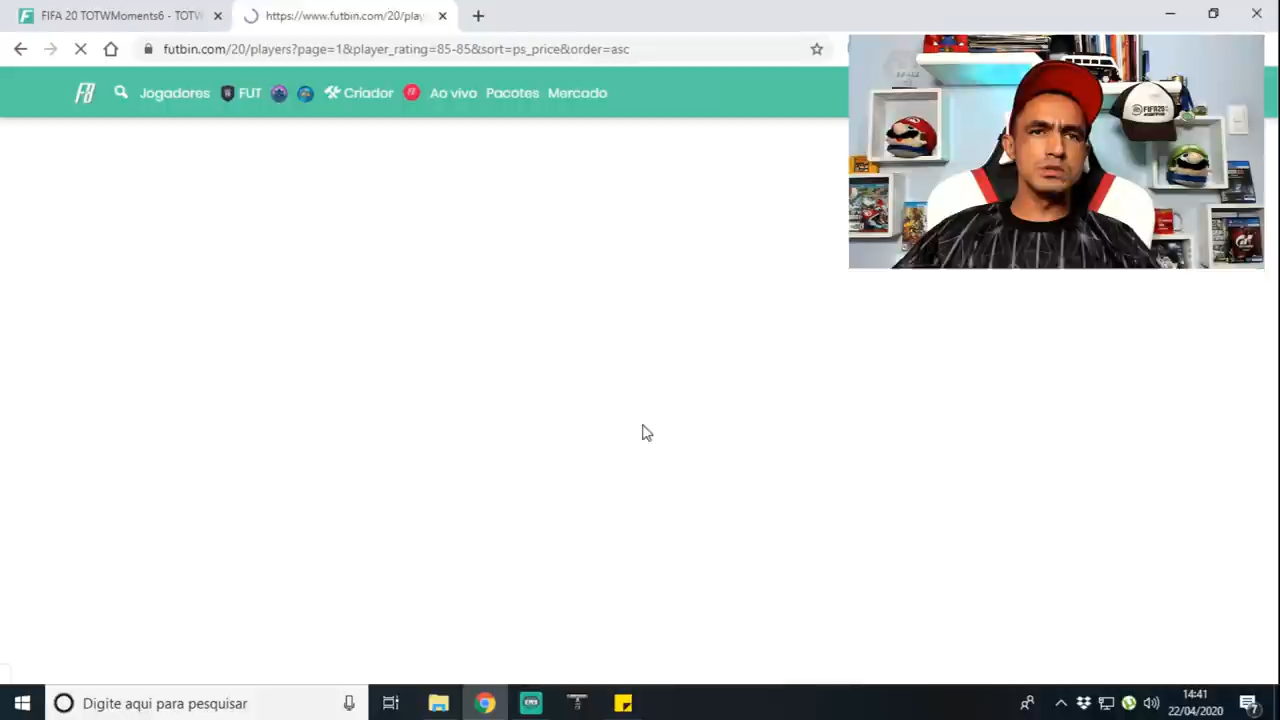 FIFA 20 TOTWMoments6 - TOTW
https://www.futbin.com/20/play
futbin.com/20/players?page=1&player_rating=85-85&sort=ps_price&order=asc
Jogadores FUT Criador Ao vivo Pacotes Mercado
FIFA20
Digite aqui para pesquisar
14:41
22/04/2020
7